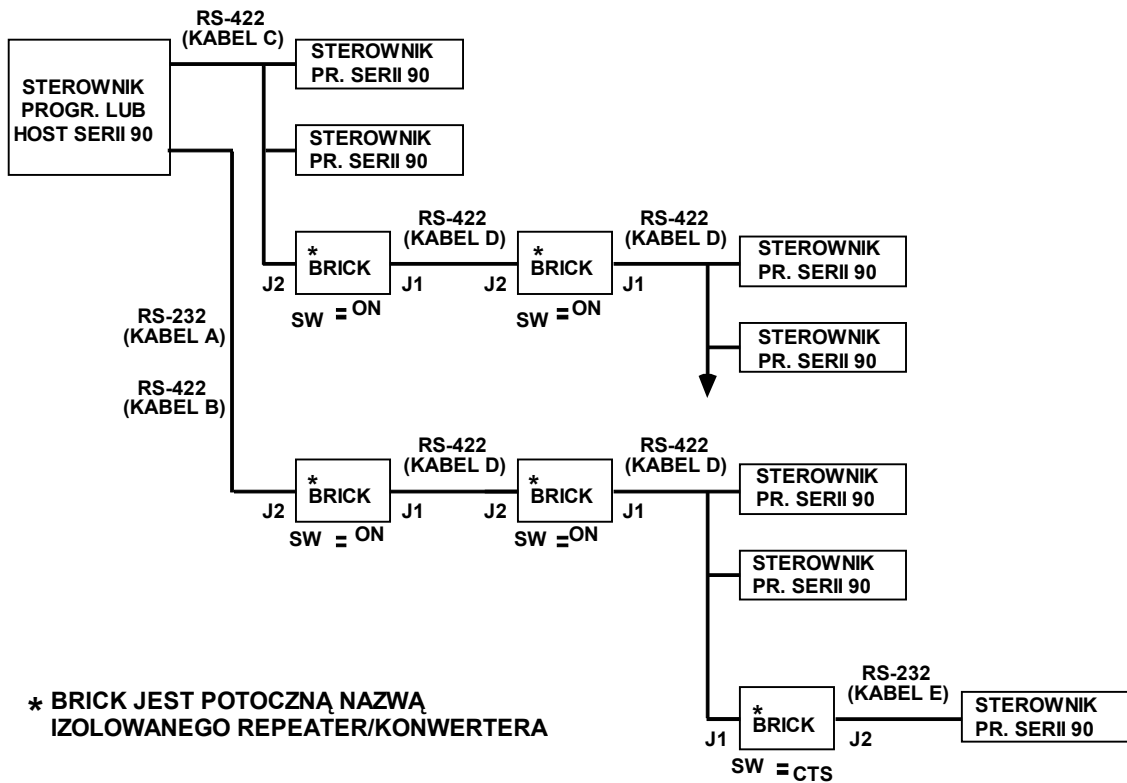 RS-422
(KABEL C)
STEROWNIK
PROGR. LUB
HOST SERII 90
STEROWNIK
PR. SERII 90
STEROWNIK
PR. SERII 90
RS-422
(KABEL D)
RS-422
(KABEL D)
J2
* BRICK
J1
J2
* BRICK
J1
STEROWNIK
PR. SERII 90
SW = ON
SW = ON
RS-232
(KABEL A)
STEROWNIK
PR. SERII 90
RS-422
(KABEL B)
RS-422
(KABEL D)
RS-422
(KABEL D)
J2
* BRICK
J1
J2
* BRICK
J1
STEROWNIK
PR. SERII 90
SW = ON
SW = ON
STEROWNIK
PR. SERII 90
RS-232
(KABEL E)
* BRICK JEST POTOCZNĄ NAZWĄ
IZOLOWANEGO REPEATER/KONWERTERA
J1
* BRICK
J2
STEROWNIK
PR. SERII 90
SW = CTS